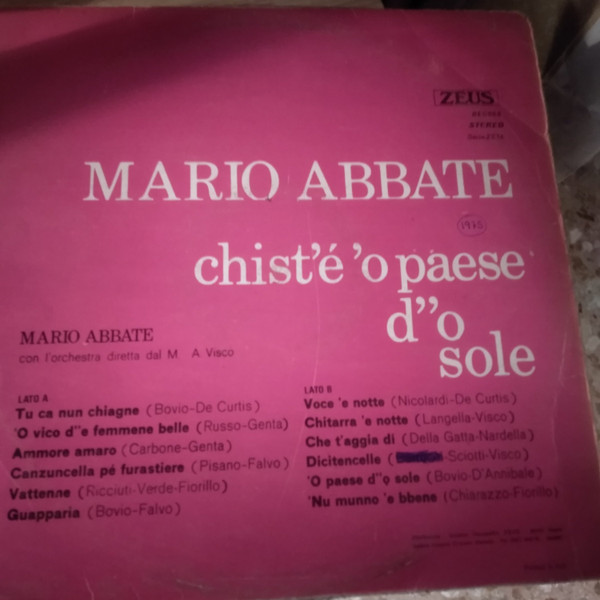 ZEUS
STEREO
MARIO ABBATE
1975
chist'é 'o paese
d''o
sole
MARIO ABBATE
con l'orchestra diretta dal M. A. Visco
LATO A
Tu ca nun chiagne (Bovio-De Curtis)
'O vico d''e femmene belle (Russo-Genta)
Ammore amaro (Carbone-Genta)
Canzuncella pé furastiere (Pisano-Falvo)
Vattenne (Ricciuti-Verde-Fiorillo)
Guapparia (Bovio-Falvo)
LATO B
Voce 'e notte (Nicolardi-De Curtis)
Chitarra 'e notte (Langella-Visco)
Che t'aggia di (Della Gatta-Nardella)
Dicitencelle ( -Sciotti-Visco)
'O paese d''o sole (Bovio-D'Annibale)
'Nu munno 'e bbene (Chiarazzo-Fiorillo)